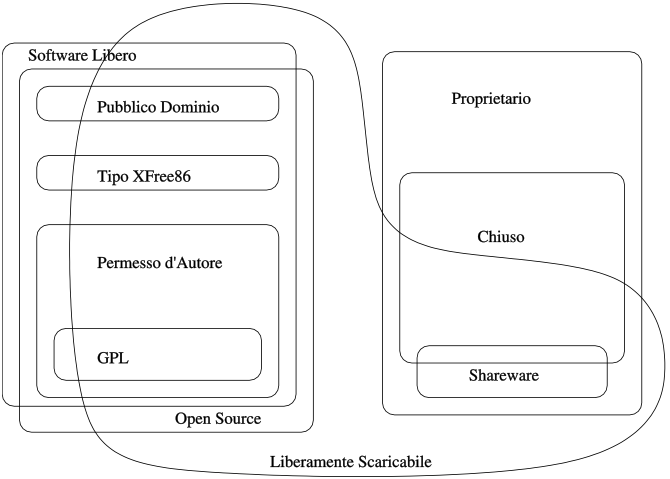 Software Libero
Pubblico Dominio
Tipo XFree86
Permesso d'Autore
GPL
Open Source
Proprietario
Chiuso
Shareware
Liberamente Scaricabile